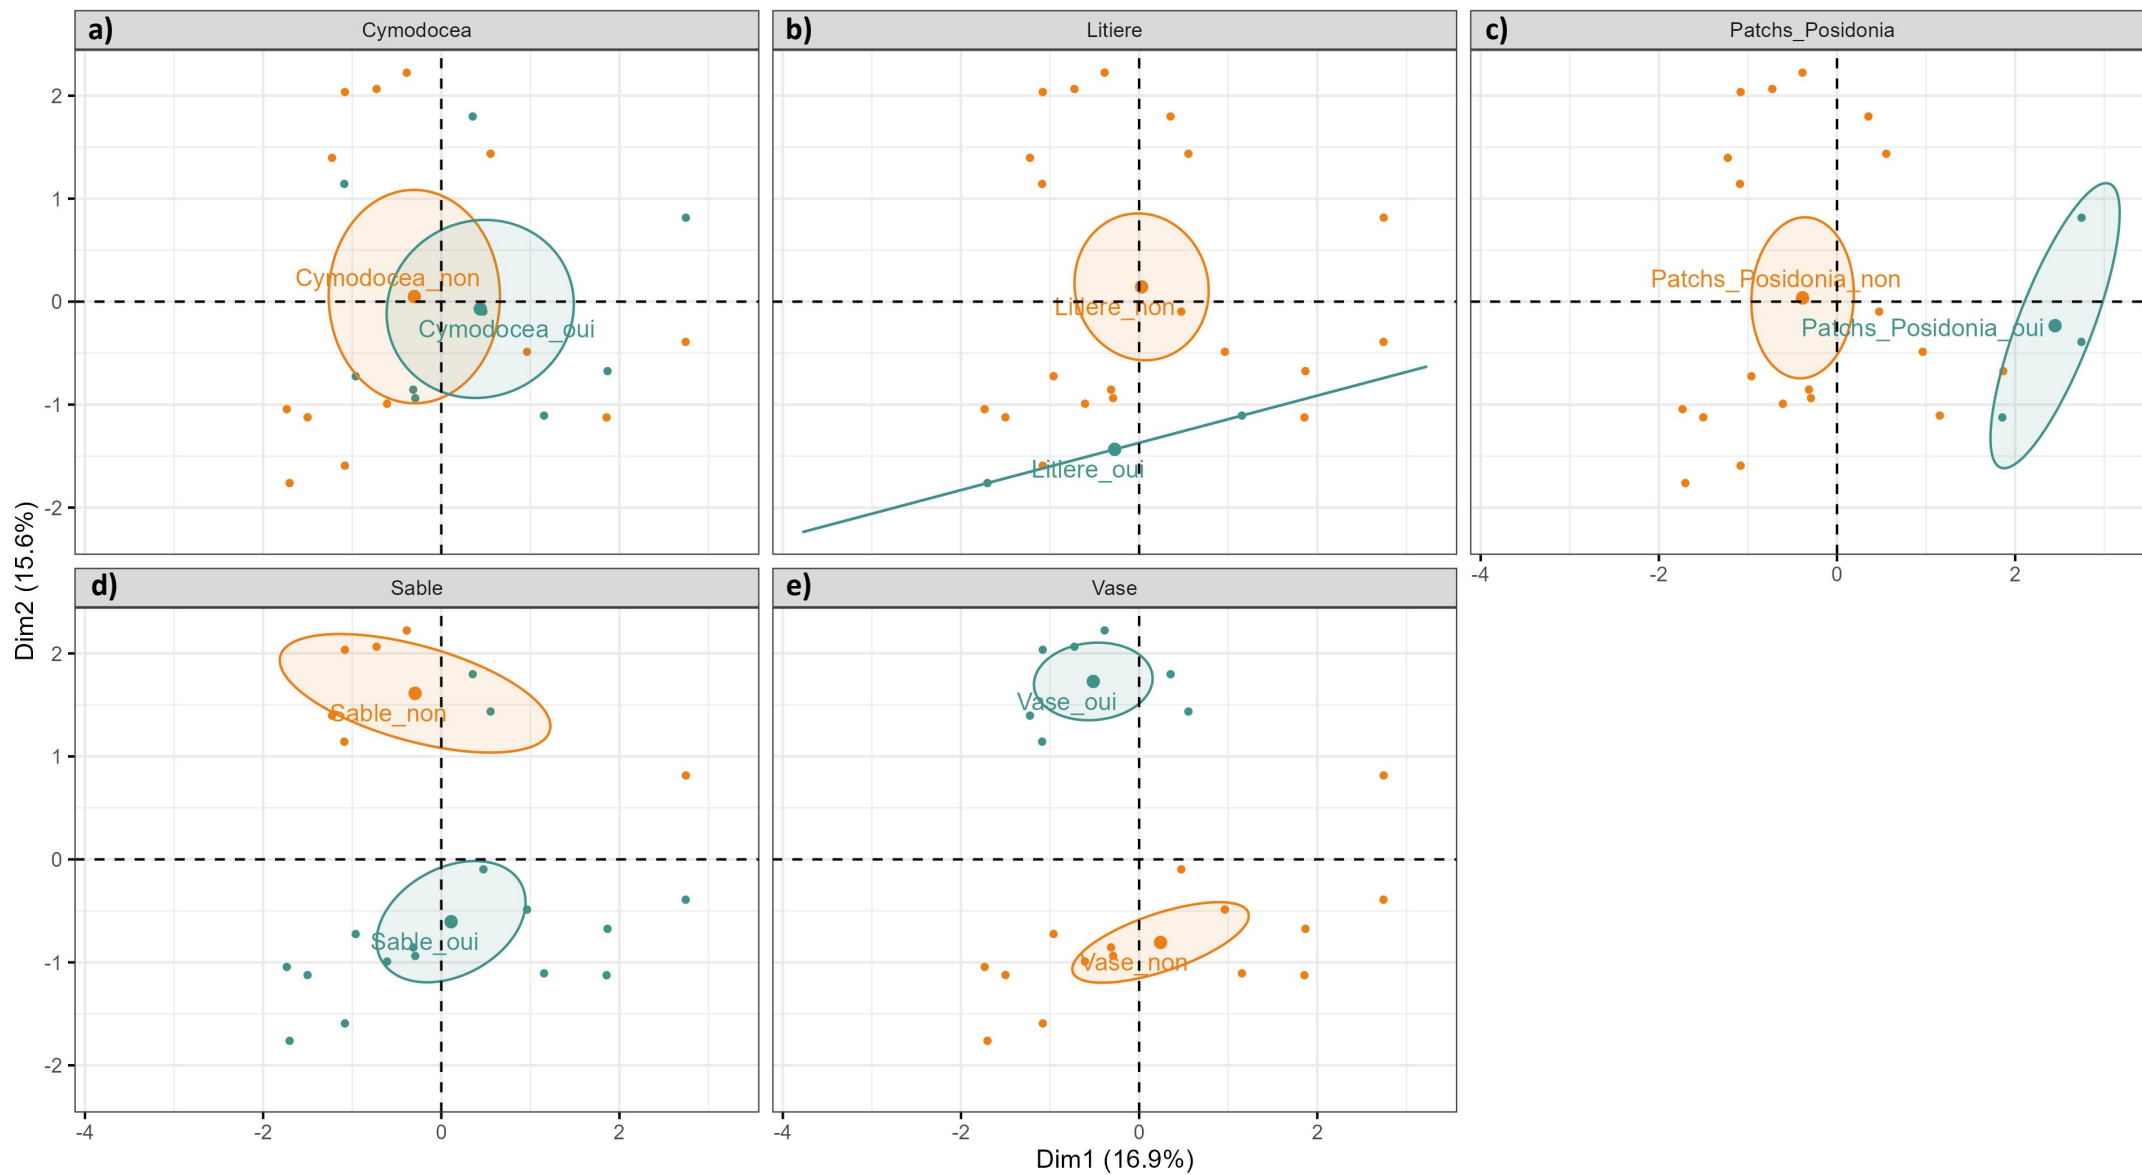 a) Cymodocea
b) Litiere
c) Patchs_Posidonia
2
1
0
-1
-2
Cymodocea_non
Cymodocea_oui
Litiere_non
Litiere_oui
Patchs_Posidonia_non
Patchs_Posidonia_oui
-4 -2 0 2
Dim2 (15.6%)
d) Sable
e) Vase
2
1
0
-1
-2
Sable_non
Sable_oui
Vase_oui
Vase_non
-4 -2 0 2
-4 -2 0 2
Dim1 (16.9%)